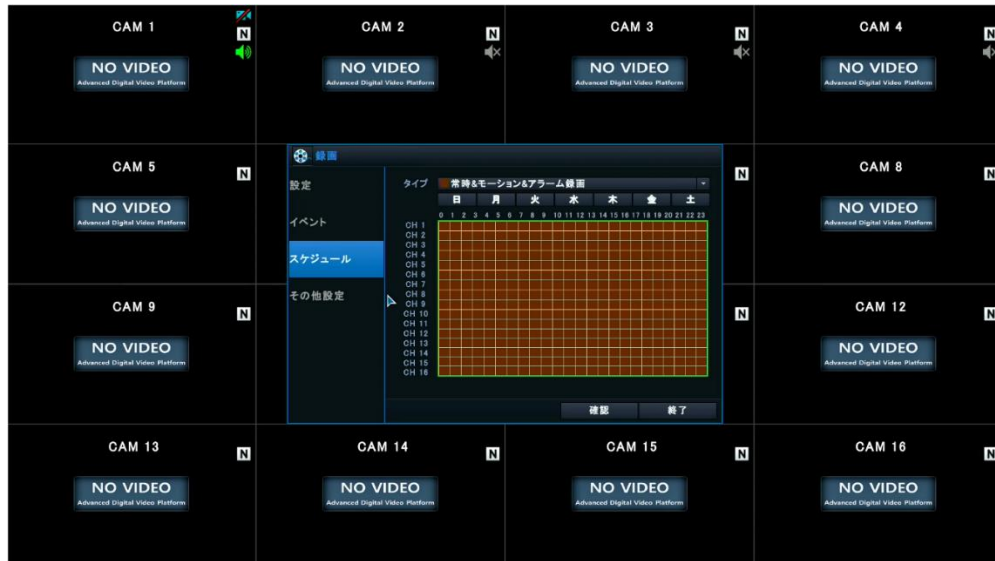 CAM 1
N
NO VIDEO
Advanced Digital Video Platform
CAM 2
N
NO VIDEO
Advanced Digital Video Platform
CAM 3
N
NO VIDEO
Advanced Digital Video Platform
CAM 4
N
NO VIDEO
Advanced Digital Video Platform
CAM 5
N
NO VIDEO
Advanced Digital Video Platform
録画
設定
イベント
スケジュール
その他設定
タイプ 常時&モーション&アラーム録画
日 月 火 水 木 金 土
0 1 2 3 4 5 6 7 8 9 10 11 12 13 14 15 16 17 18 19 20 21 22 23
CH 1
CH 2
CH 3
CH 4
CH 5
CH 6
CH 7
CH 8
CH 9
CH 10
CH 11
CH 12
CH 13
CH 14
CH 15
CH 16
確認 終了
N
CAM 8
N
NO VIDEO
Advanced Digital Video Platform
CAM 9
N
NO VIDEO
Advanced Digital Video Platform
N
CAM 12
N
NO VIDEO
Advanced Digital Video Platform
CAM 13
N
NO VIDEO
Advanced Digital Video Platform
CAM 14
N
NO VIDEO
Advanced Digital Video Platform
CAM 15
N
NO VIDEO
Advanced Digital Video Platform
CAM 16
N
NO VIDEO
Advanced Digital Video Platform